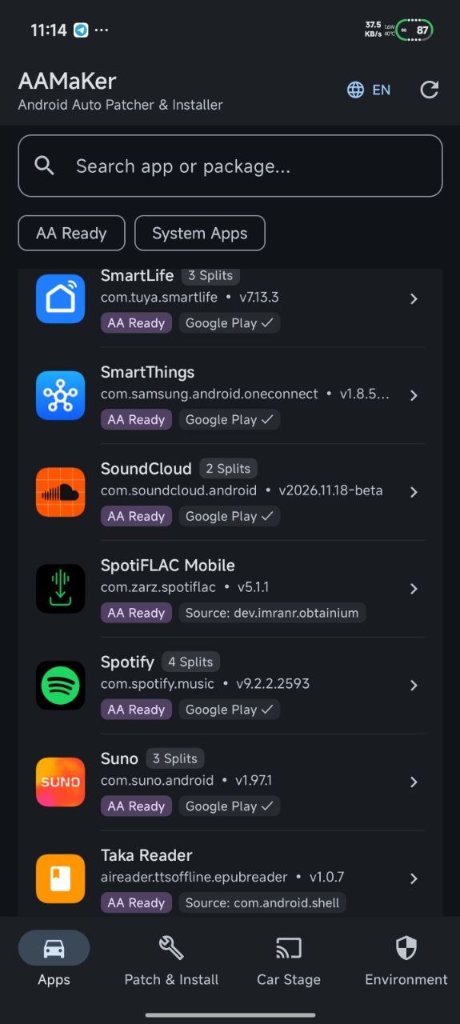 11:14 ...
37.5
KB/s
87
AAMaKer
Android Auto Patcher & Installer
EN
Search app or package...
AA Ready
System Apps
SmartLife 3 Splits
com.tuya.smartlife • v7.13.3
AA Ready Google Play ✓
SmartThings
com.samsung.android.oneconnect • v1.8.5...
AA Ready Google Play ✓
SoundCloud 2 Splits
com.soundcloud.android • v2026.11.18-beta
AA Ready Google Play ✓
SpotiFLAC Mobile
com.zarz.spotiflac • v5.1.1
AA Ready Source: dev.imranr.obtainium
Spotify 4 Splits
com.spotify.music • v9.2.2.2593
AA Ready Google Play ✓
SUNO
Suno 3 Splits
com.suno.android • v1.97.1
AA Ready Google Play ✓
Taka Reader
aireader.ttsoffline.epubreader • v1.0.7
AA Ready Source: com.android.shell
Apps
Patch & Install
Car Stage
Environment